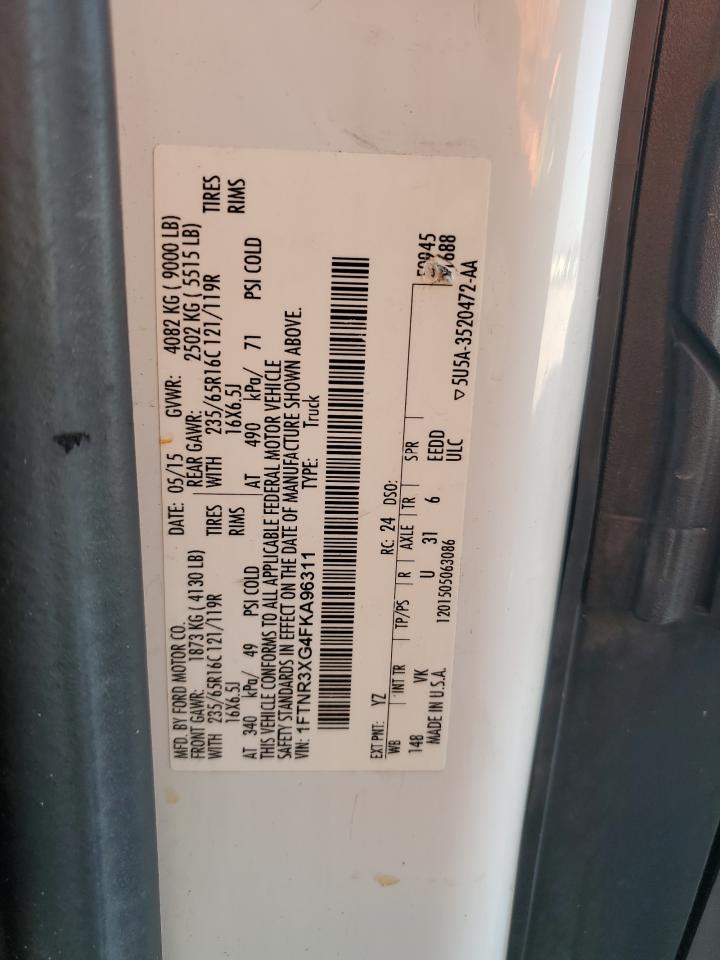 MFD. BY FORD MOTOR CO.
DATE: 05/15 GVWR: 4082 KG ( 9000 LB)
FRONT GAWR: 1873 KG ( 4130 LB) REAR GAWR: 2502 KG ( 5515 LB)
WITH 235/65R16C 121/119R TIRES WITH 235/65R16C 121/119R TIRES
16X6.5J RIMS 16X6.5J RIMS
AT 340 kPa/ 49 PSI COLD AT 490 kPa/ 71 PSI COLD
THIS VEHICLE CONFORMS TO ALL APPLICABLE FEDERAL MOTOR VEHICLE
SAFETY STANDARDS IN EFFECT ON THE DATE OF MANUFACTURE SHOWN ABOVE.
VIN: 1FTNR3XG4FKA96311 TYPE: Truck
EXT PNT: YZ RC: 24 DSO:
WB INT TR TP/PS R AXLE TR SPR
148 VK U 31 6 EEDD
MADE IN U.S.A. 1201505063086 ULC
▽5U5A-3520472-AA